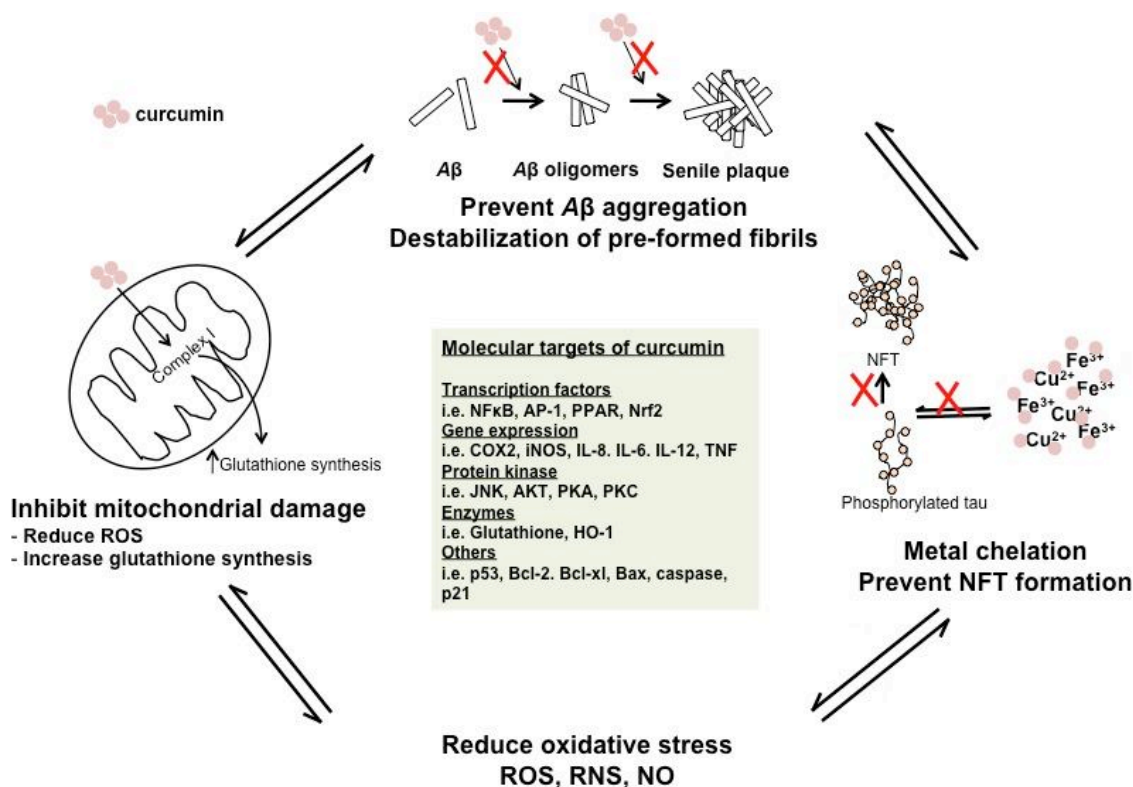 curcumin
Aβ
Aβ oligomers
Senile plaque
Prevent Aβ aggregation
Destabilization of pre-formed fibrils
Complex I
↑Glutathione synthesis
Inhibit mitochondrial damage
- Reduce ROS
- Increase glutathione synthesis
Molecular targets of curcumin
Transcription factors
i.e. NFκB, AP-1, PPAR, Nrf2
Gene expression
i.e. COX2, iNOS, IL-8. IL-6. IL-12, TNF
Protein kinase
i.e. JNK, AKT, PKA, PKC
Enzymes
i.e. Glutathione, HO-1
Others
i.e. p53, Bcl-2. Bcl-xl, Bax, caspase,
p21
NFT
Phosphorylated tau
Fe3+
Cu2+
Fe3+
Fe3+
Cu2+
Cu2+
Fe3+
Metal chelation
Prevent NFT formation
Reduce oxidative stress
ROS, RNS, NO